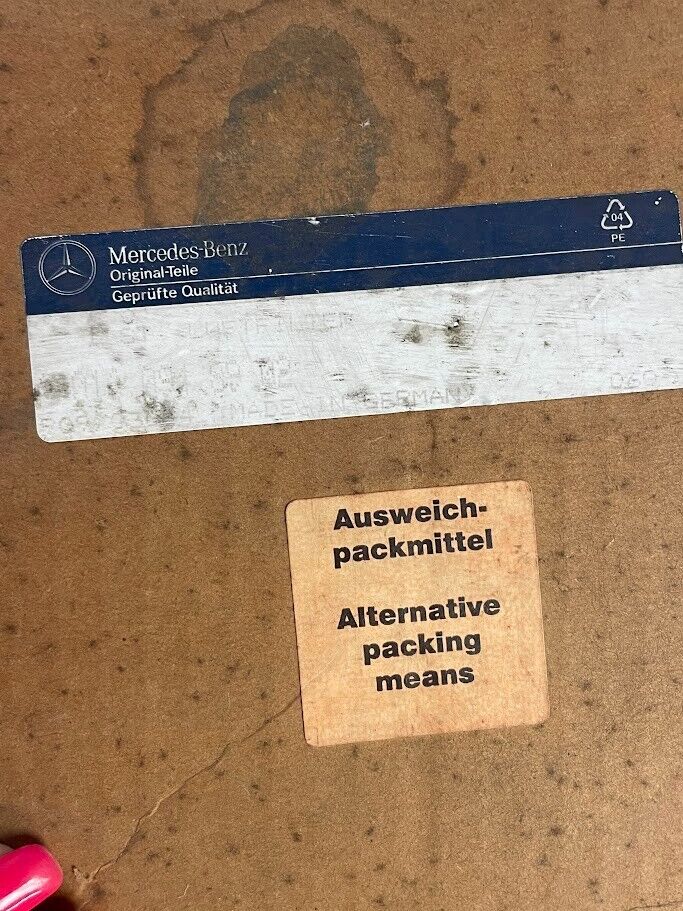 Mercedes-Benz
Original-Teile
Geprüfte Qualität
04
PE
MADE IN GERMANY
Ausweich-
packmittel
Alternative
packing
means